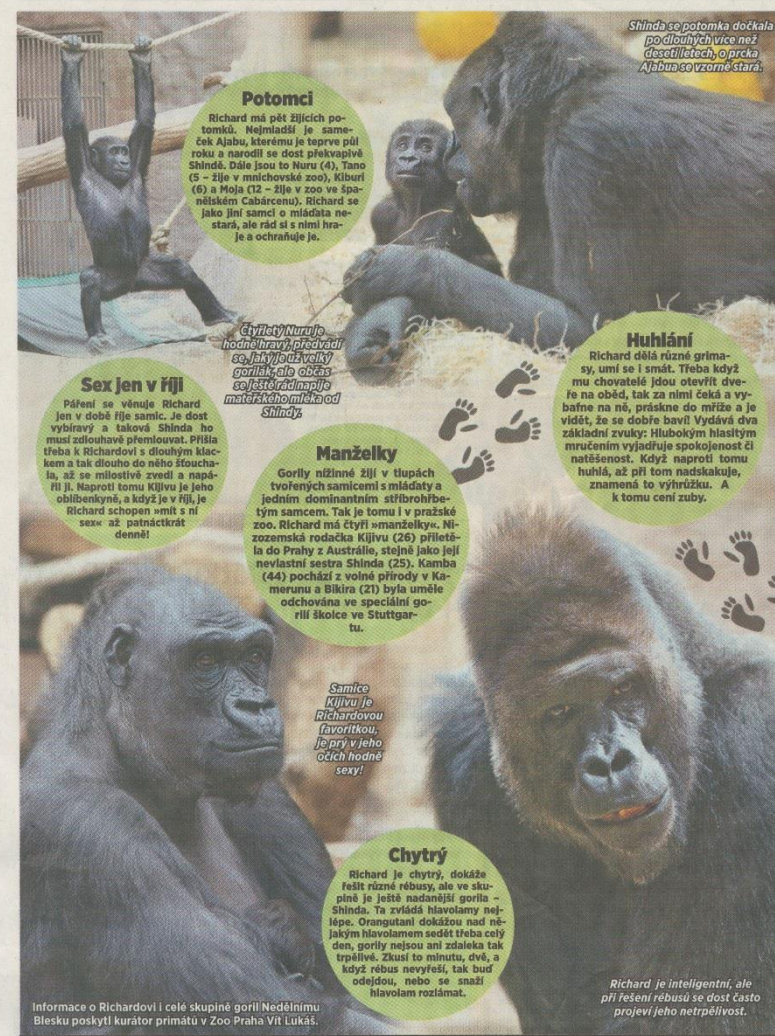 Shinda se potomka dočkala
po dlouhých více než
deseti letech, o prcka
Ajabua se vzorně stará.
Potomci
Richard má pět žijících po-
tomků. Nejmladší je same-
ček Ajabu, kterému je teprve půl
roku a narodil se dost překvapivě
Shindě. Dále jsou to Nuru (4), Tano
(5 – žije v mnichovské zoo), Kiburi
(6) a Moja (12 – žije v zoo ve špa-
nělském Cabárcenu). Richard se
jako jiní samci o mláďata ne-
stará, ale rád si s nimi hra-
je a ochraňuje je.
Čtyřletý Nuru je
hodně hravý, předvádí
se, jaký je už velký
gorilák, ale občas
se ještě rád napije
mateřského mléka od
Shindy.
Huhlání
Richard dělá různé grima-
sy, umí se i smát. Třeba když
mu chovatelé jdou otevřít dve-
ře na oběd, tak za nimi čeká a vy-
bafne na ně, práskne do mříže a je
vidět, že se dobře baví! Vydává dva
základní zvuky: Hlubokým hlasitým
mručením vyjadřuje spokojenost či
natěšenost. Když naproti tomu
huhlá, až při tom nadskakuje,
znamená to výhrůžku. A
k tomu cení zuby.
Sex jen v říji
Páření se věnuje Richard
jen v době říje samic. Je dost
vybíravý a taková Shinda ho
musí zdlouhavě přemlouvat. Přišla
třeba k Richardovi s dlouhým klac-
kem a tak dlouho do něho šťoucha-
la, až se milostivě zvedl a napá-
řil ji. Naproti tomu Kijivu je jeho
oblíbenkyně, a když je v říji, je
Richard schopen »mít s ní
sex« až patnáctkrát
denně!
Manželky
Gorily nížinné žijí v tlupách
tvořených samicemi s mláďaty a
jedním dominantním stříbrohřbe-
tým samcem. Tak je tomu i v pražské
zoo. Richard má čtyři »manželky«. Ni-
zozemská rodačka Kijivu (26) přiletě-
la do Prahy z Austrálie, stejně jako její
nevlastní sestra Shinda (25). Kamba
(44) pochází z volné přírody v Ka-
merunu a Bikira (21) byla uměle
odchována ve speciální go-
rilí školce ve Stuttgar-
tu.
Samice
Kijivu je
Richardovou
favoritkou,
je prý v jeho
očích hodně
sexy!
Chytrý
Richard je chytrý, dokáže
řešit různé rébusy, ale ve sku-
pině je ještě nadanější gorila –
Shinda. Ta zvládá hlavolamy nej-
lépe. Orangutani dokážou nad ně-
jakým hlavolamem sedět třeba celý
den, gorily nejsou ani zdaleka tak
trpělivé. Zkusí to minutu, dvě, a
když rébus nevyřeší, tak buď
odejdou, nebo se snaží
hlavolam rozlámat.
Richard je inteligentní, ale
při řešení rébusů se dost často
projeví jeho netrpělivost.
Informace o Richardovi i celé skupině goril Nedělnímu
Blesku poskytl kurátor primátů v Zoo Praha Vít Lukáš.